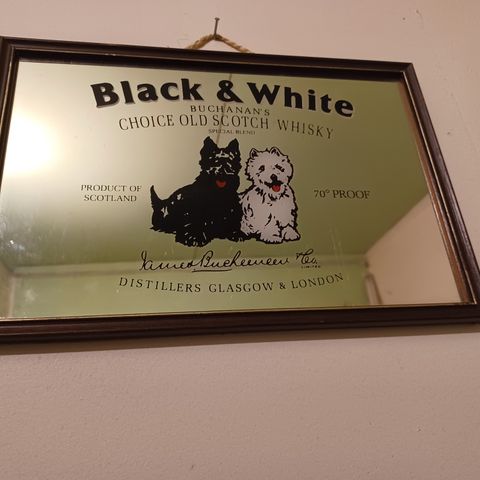 Black & White
BUCHANAN'S
CHOICE OLD SCOTCH WHISKY
SPECIAL BLEND
PRODUCT OF
SCOTLAND
70° PROOF
James Buchanan & Co.
LIMITED
DISTILLERS GLASGOW & LONDON